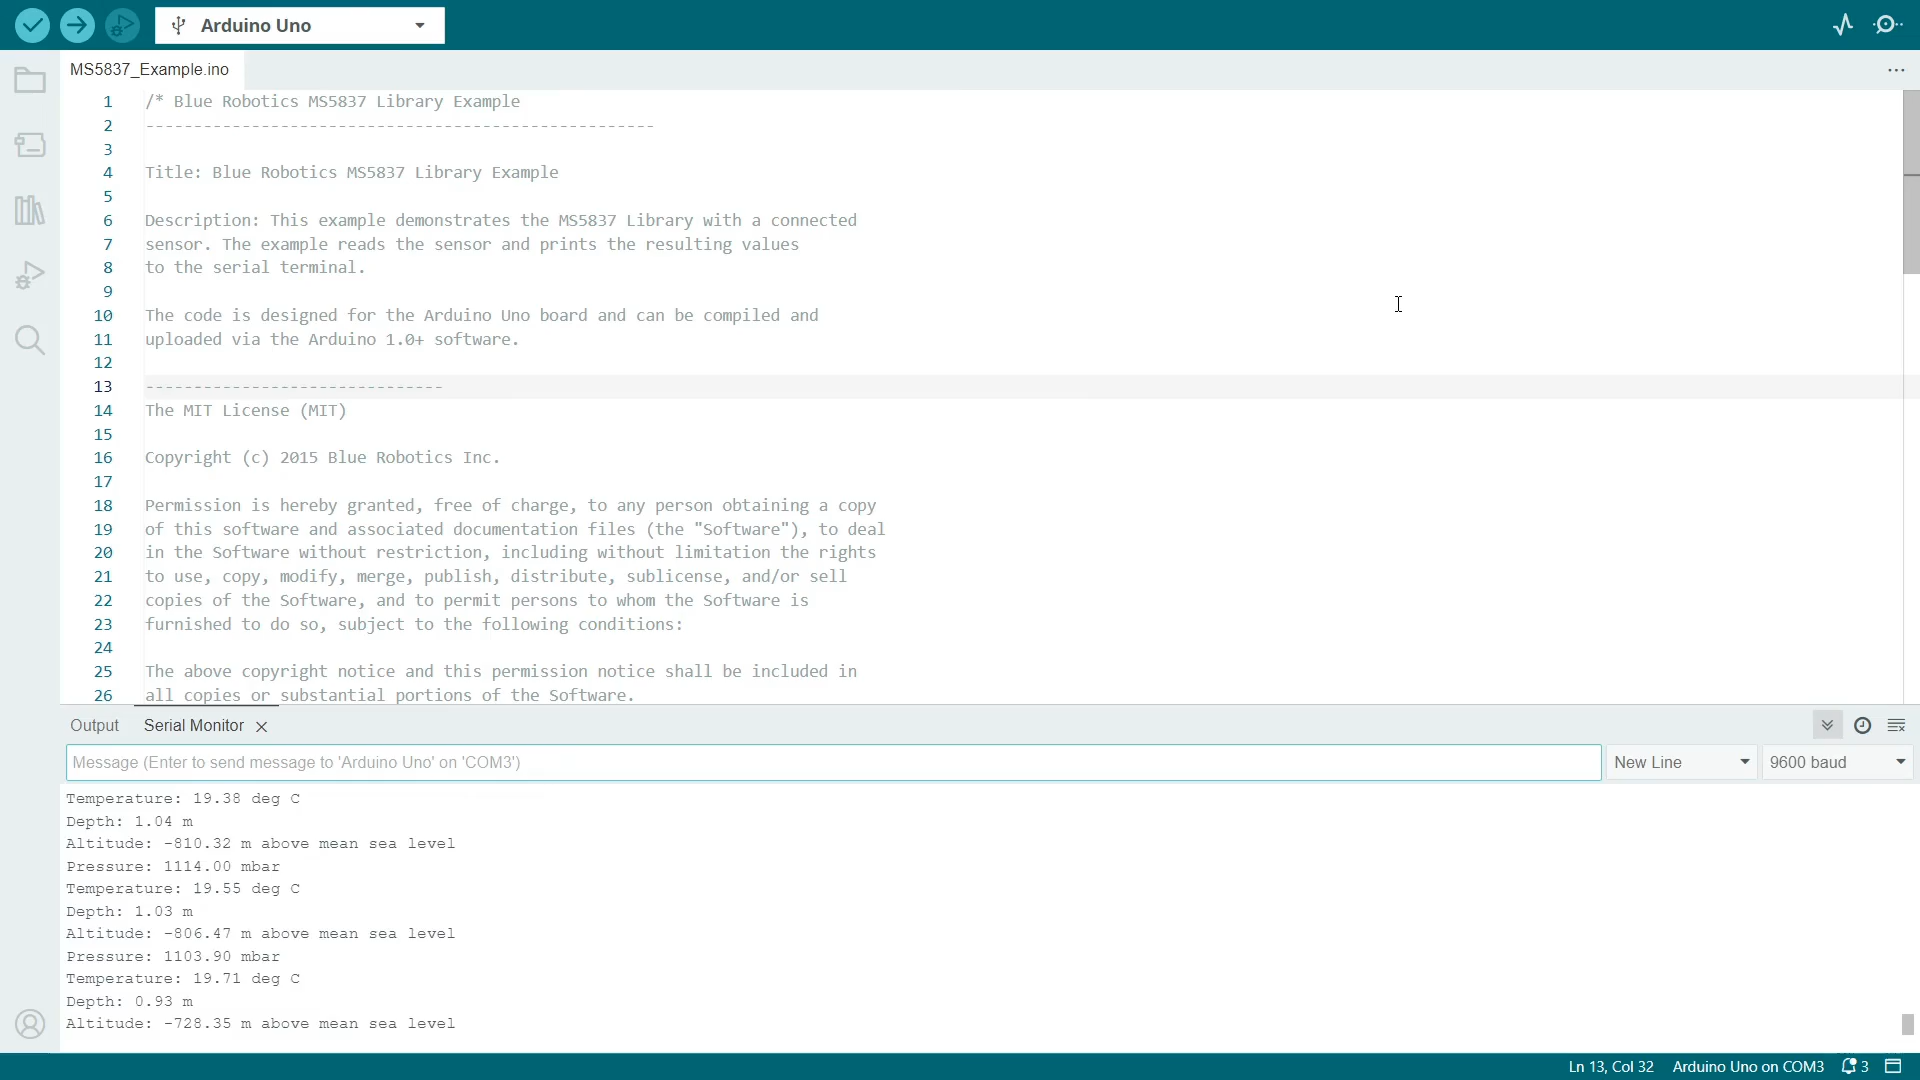 Arduino Uno
MS5837_Example.ino
1 /* Blue Robotics MS5837 Library Example
2 -----------------------------------------------------
3
4 Title: Blue Robotics MS5837 Library Example
5
6 Description: This example demonstrates the MS5837 Library with a connected
7 sensor. The example reads the sensor and prints the resulting values
8 to the serial terminal.
9
10 The code is designed for the Arduino Uno board and can be compiled and
11 uploaded via the Arduino 1.0+ software.
12
13 -------------------------------
14 The MIT License (MIT)
15
16 Copyright (c) 2015 Blue Robotics Inc.
17
18 Permission is hereby granted, free of charge, to any person obtaining a copy
19 of this software and associated documentation files (the "Software"), to deal
20 in the Software without restriction, including without limitation the rights
21 to use, copy, modify, merge, publish, distribute, sublicense, and/or sell
22 copies of the Software, and to permit persons to whom the Software is
23 furnished to do so, subject to the following conditions:
24
25 The above copyright notice and this permission notice shall be included in
26 all copies or substantial portions of the Software.
Output Serial Monitor
Message (Enter to send message to 'Arduino Uno' on 'COM3') New Line 9600 baud
Temperature: 19.38 deg C
Depth: 1.04 m
Altitude: -810.32 m above mean sea level
Pressure: 1114.00 mbar
Temperature: 19.55 deg C
Depth: 1.03 m
Altitude: -806.47 m above mean sea level
Pressure: 1103.90 mbar
Temperature: 19.71 deg C
Depth: 0.93 m
Altitude: -728.35 m above mean sea level
Ln 13, Col 32 Arduino Uno on COM3 3